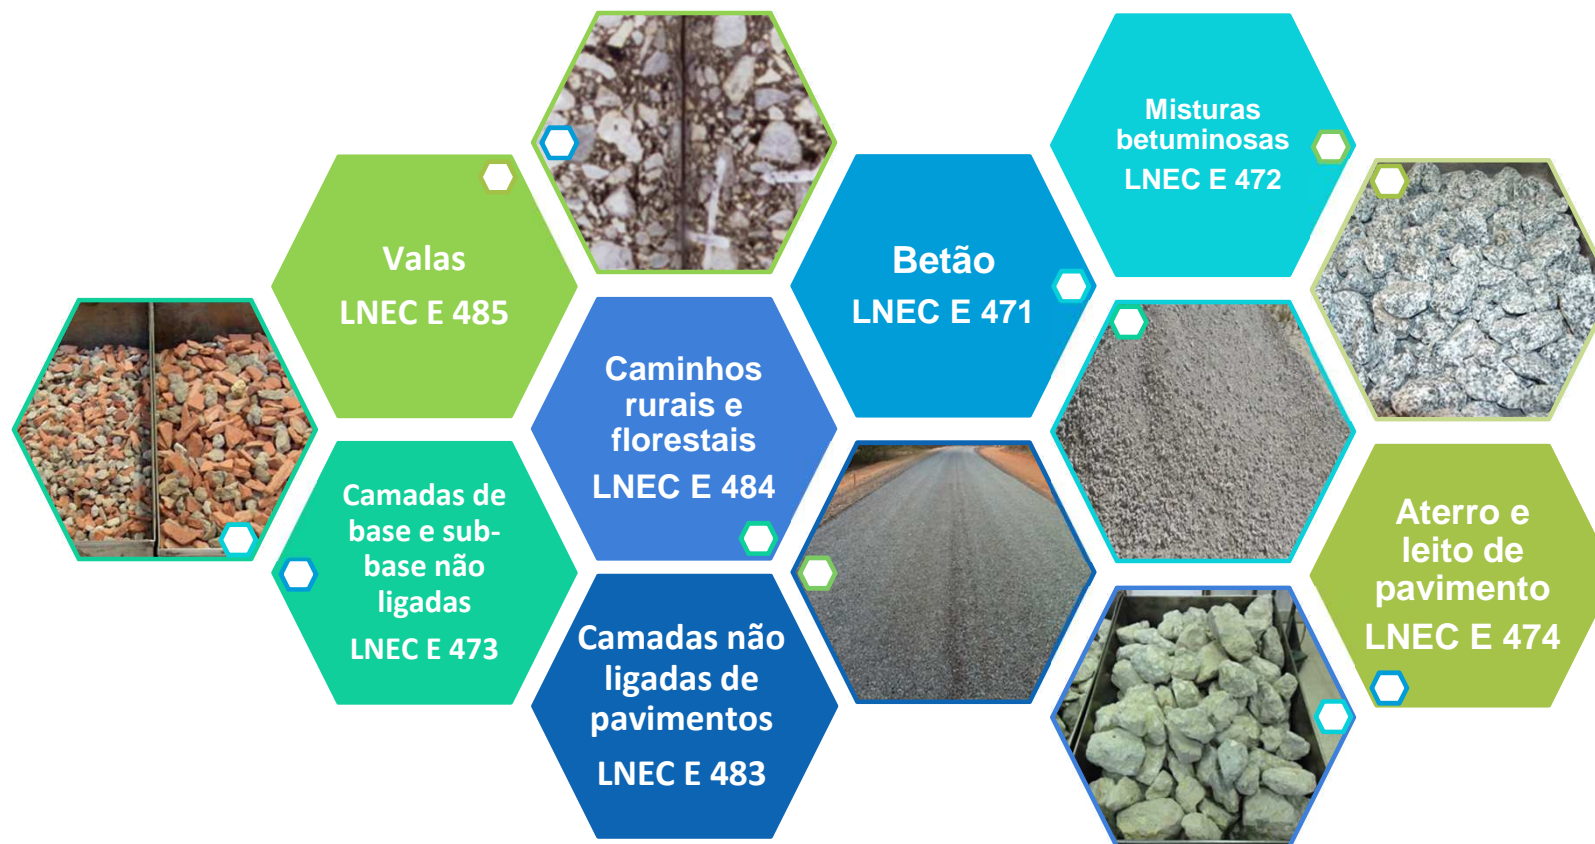 Valas
LNEC E 485
Camadas de
base e sub-
base não
ligadas
LNEC E 473
Caminhos
rurais e
florestais
LNEC E 484
Camadas não
ligadas de
pavimentos
LNEC E 483
Betão
LNEC E 471
Misturas
betuminosas
LNEC E 472
Aterro e
leito de
pavimento
LNEC E 474